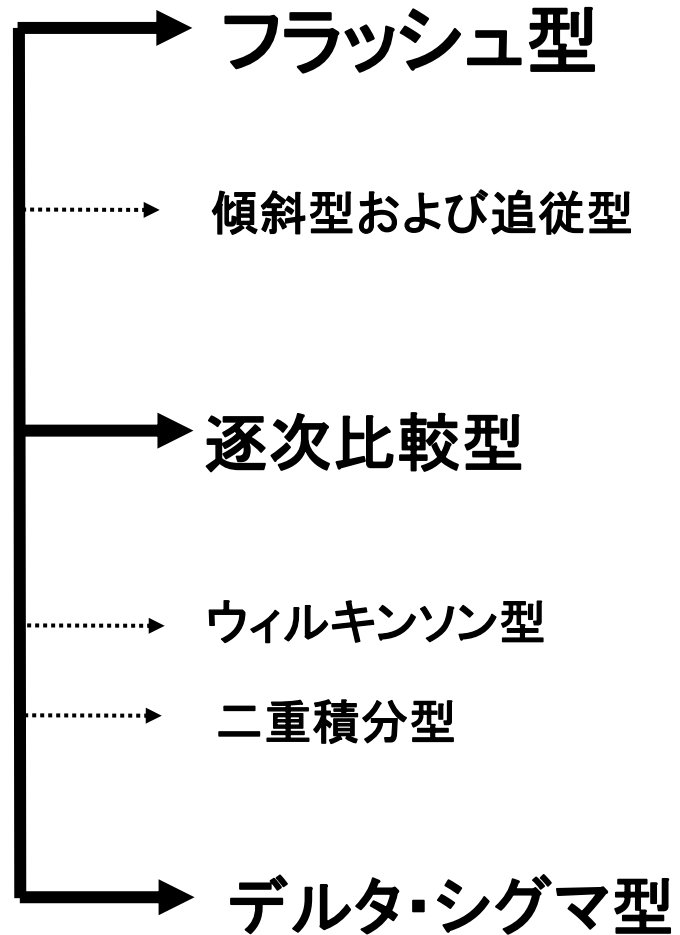 フラッシュ型
傾斜型および追従型
逐次比較型
ウィルキンソン型
二重積分型
デルタ・シグマ型